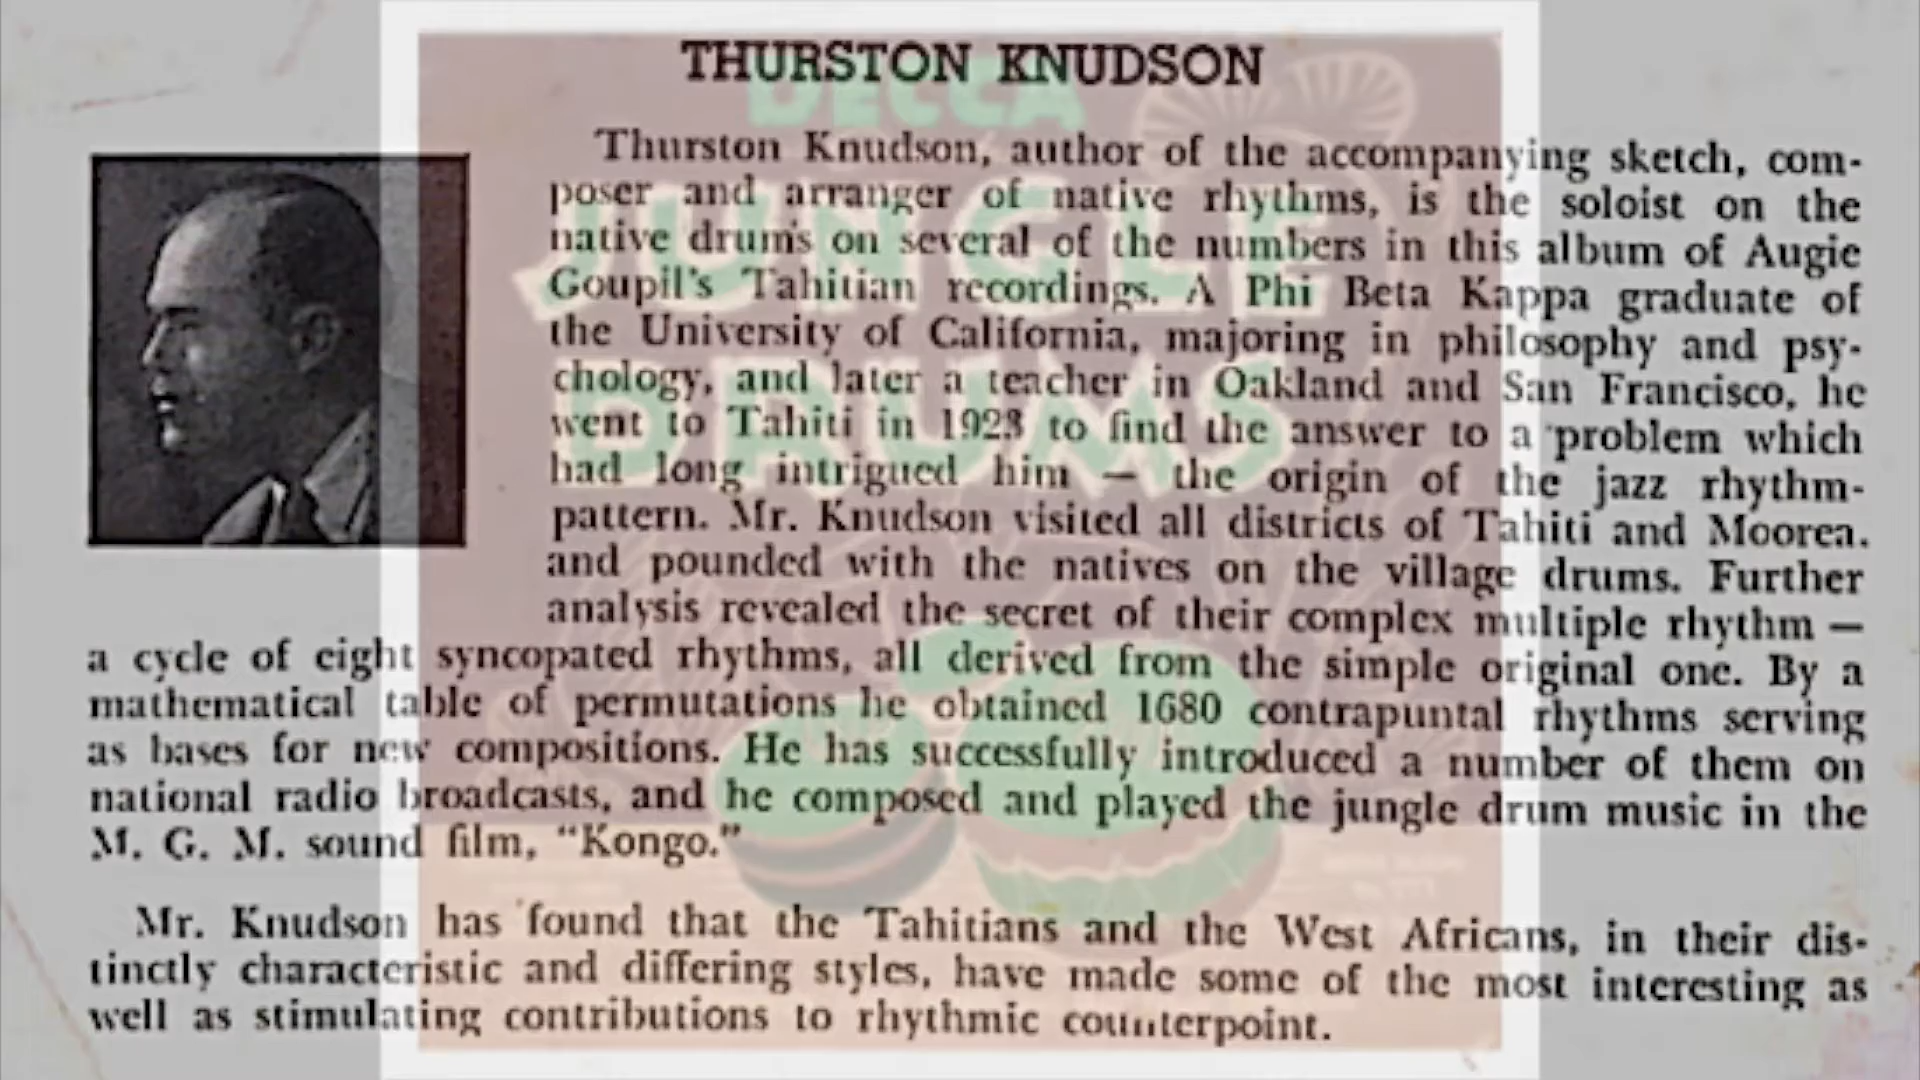 THURSTON KNUDSON
Thurston Knudson, author of the accompanying sketch, com-
poser and arranger of native rhythms, is the soloist on the
native drums on several of the numbers in this album of Augie
Goupil's Tahitian recordings. A Phi Beta Kappa graduate of
the University of California, majoring in philosophy and psy-
chology, and later a teacher in Oakland and San Francisco, he
went to Tahiti in 1928 to find the answer to a problem which
had long intrigued him — the origin of the jazz rhythm-
pattern. Mr. Knudson visited all districts of Tahiti and Moorea.
and pounded with the natives on the village drums. Further
analysis revealed the secret of their complex multiple rhythm —
a cycle of eight syncopated rhythms, all derived from the simple original one. By a
mathematical table of permutations he obtained 1680 contrapuntal rhythms serving
as bases for new compositions. He has successfully introduced a number of them on
national radio broadcasts, and he composed and played the jungle drum music in the
M. G. M. sound film, "Kongo."
Mr. Knudson has found that the Tahitians and the West Africans, in their dis-
tinctly characteristic and differing styles, have made some of the most interesting as
well as stimulating contributions to rhythmic counterpoint.
DECCA
JUNGLE
DRUMS